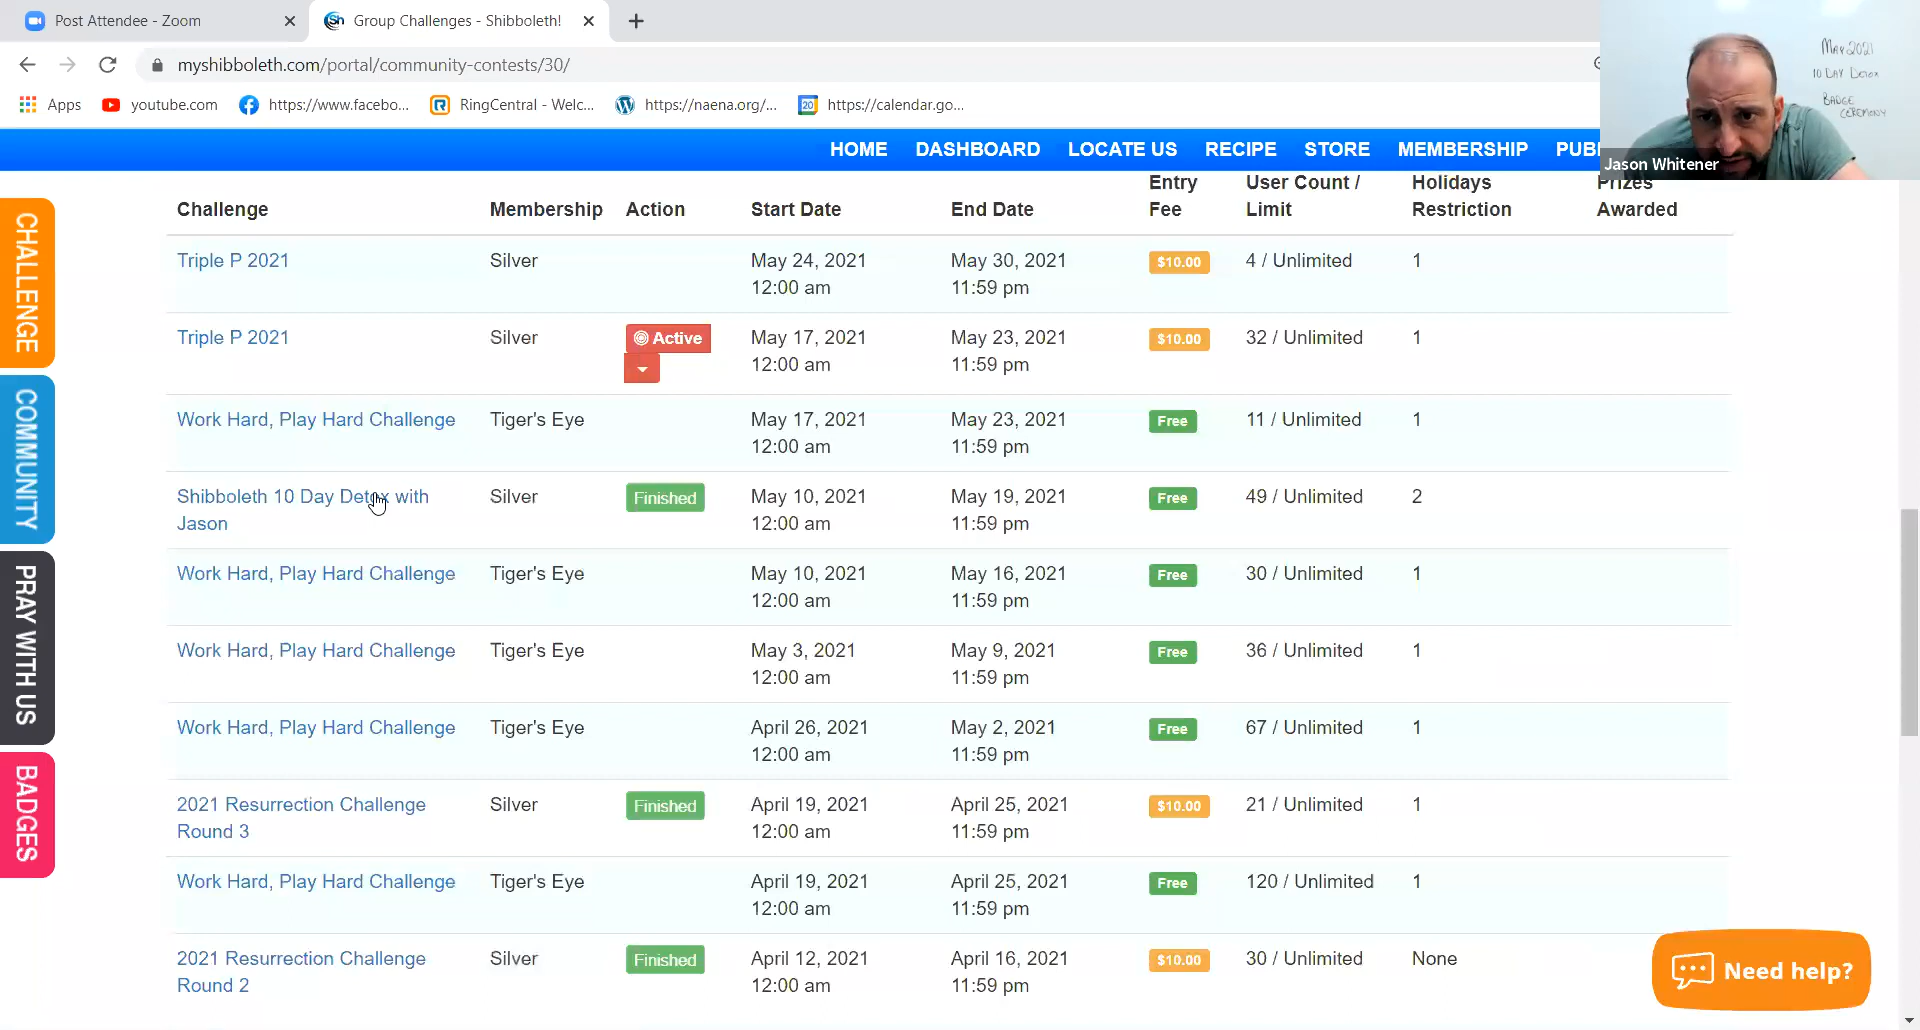 Post Attendee - Zoom
Group Challenges - Shibboleth!
myshibboleth.com/portal/community-contests/30/
Apps youtube.com https://www.facebo... RingCentral - Welc... https://naena.org/... 20 https://calendar.go...
May 2021
10 Day Detox
Badge
Ceremony
Jason Whitener
HOME DASHBOARD LOCATE US RECIPE STORE MEMBERSHIP PUB
CHALLENGE
COMMUNITY
PRAY WITH US
BADGES
Challenge Membership Action Start Date End Date Entry Fee User Count / Limit Holidays Restriction Prizes Awarded
Triple P 2021 Silver May 24, 2021 May 30, 2021 $10.00 4 / Unlimited 1
12:00 am 11:59 pm
Triple P 2021 Silver Active May 17, 2021 May 23, 2021 $10.00 32 / Unlimited 1
12:00 am 11:59 pm
Work Hard, Play Hard Challenge Tiger's Eye May 17, 2021 May 23, 2021 Free 11 / Unlimited 1
12:00 am 11:59 pm
Shibboleth 10 Day Detox with Silver Finished May 10, 2021 May 19, 2021 Free 49 / Unlimited 2
Jason 12:00 am 11:59 pm
Work Hard, Play Hard Challenge Tiger's Eye May 10, 2021 May 16, 2021 Free 30 / Unlimited 1
12:00 am 11:59 pm
Work Hard, Play Hard Challenge Tiger's Eye May 3, 2021 May 9, 2021 Free 36 / Unlimited 1
12:00 am 11:59 pm
Work Hard, Play Hard Challenge Tiger's Eye April 26, 2021 May 2, 2021 Free 67 / Unlimited 1
12:00 am 11:59 pm
2021 Resurrection Challenge Silver Finished April 19, 2021 April 25, 2021 $10.00 21 / Unlimited 1
Round 3 12:00 am 11:59 pm
Work Hard, Play Hard Challenge Tiger's Eye April 19, 2021 April 25, 2021 Free 120 / Unlimited 1
12:00 am 11:59 pm
2021 Resurrection Challenge Silver Finished April 12, 2021 April 16, 2021 $10.00 30 / Unlimited None
Round 2 12:00 am 11:59 pm
Need help?